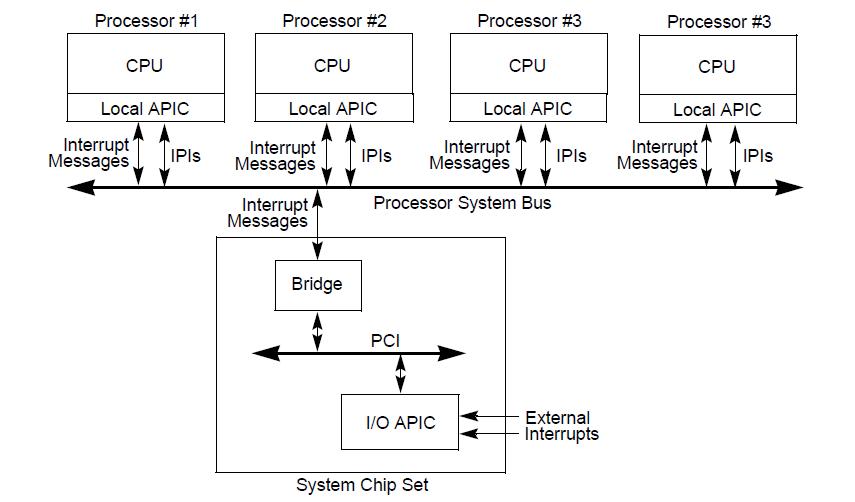 Processor #1
Processor #2
Processor #3
Processor #3
CPU
CPU
CPU
CPU
Local APIC
Local APIC
Local APIC
Local APIC
Interrupt
Messages
IPIs
Interrupt
Messages
IPIs
Interrupt
Messages
IPIs
Interrupt
Messages
IPIs
Processor System Bus
Interrupt
Messages
Bridge
PCI
I/O APIC
External
Interrupts
System Chip Set